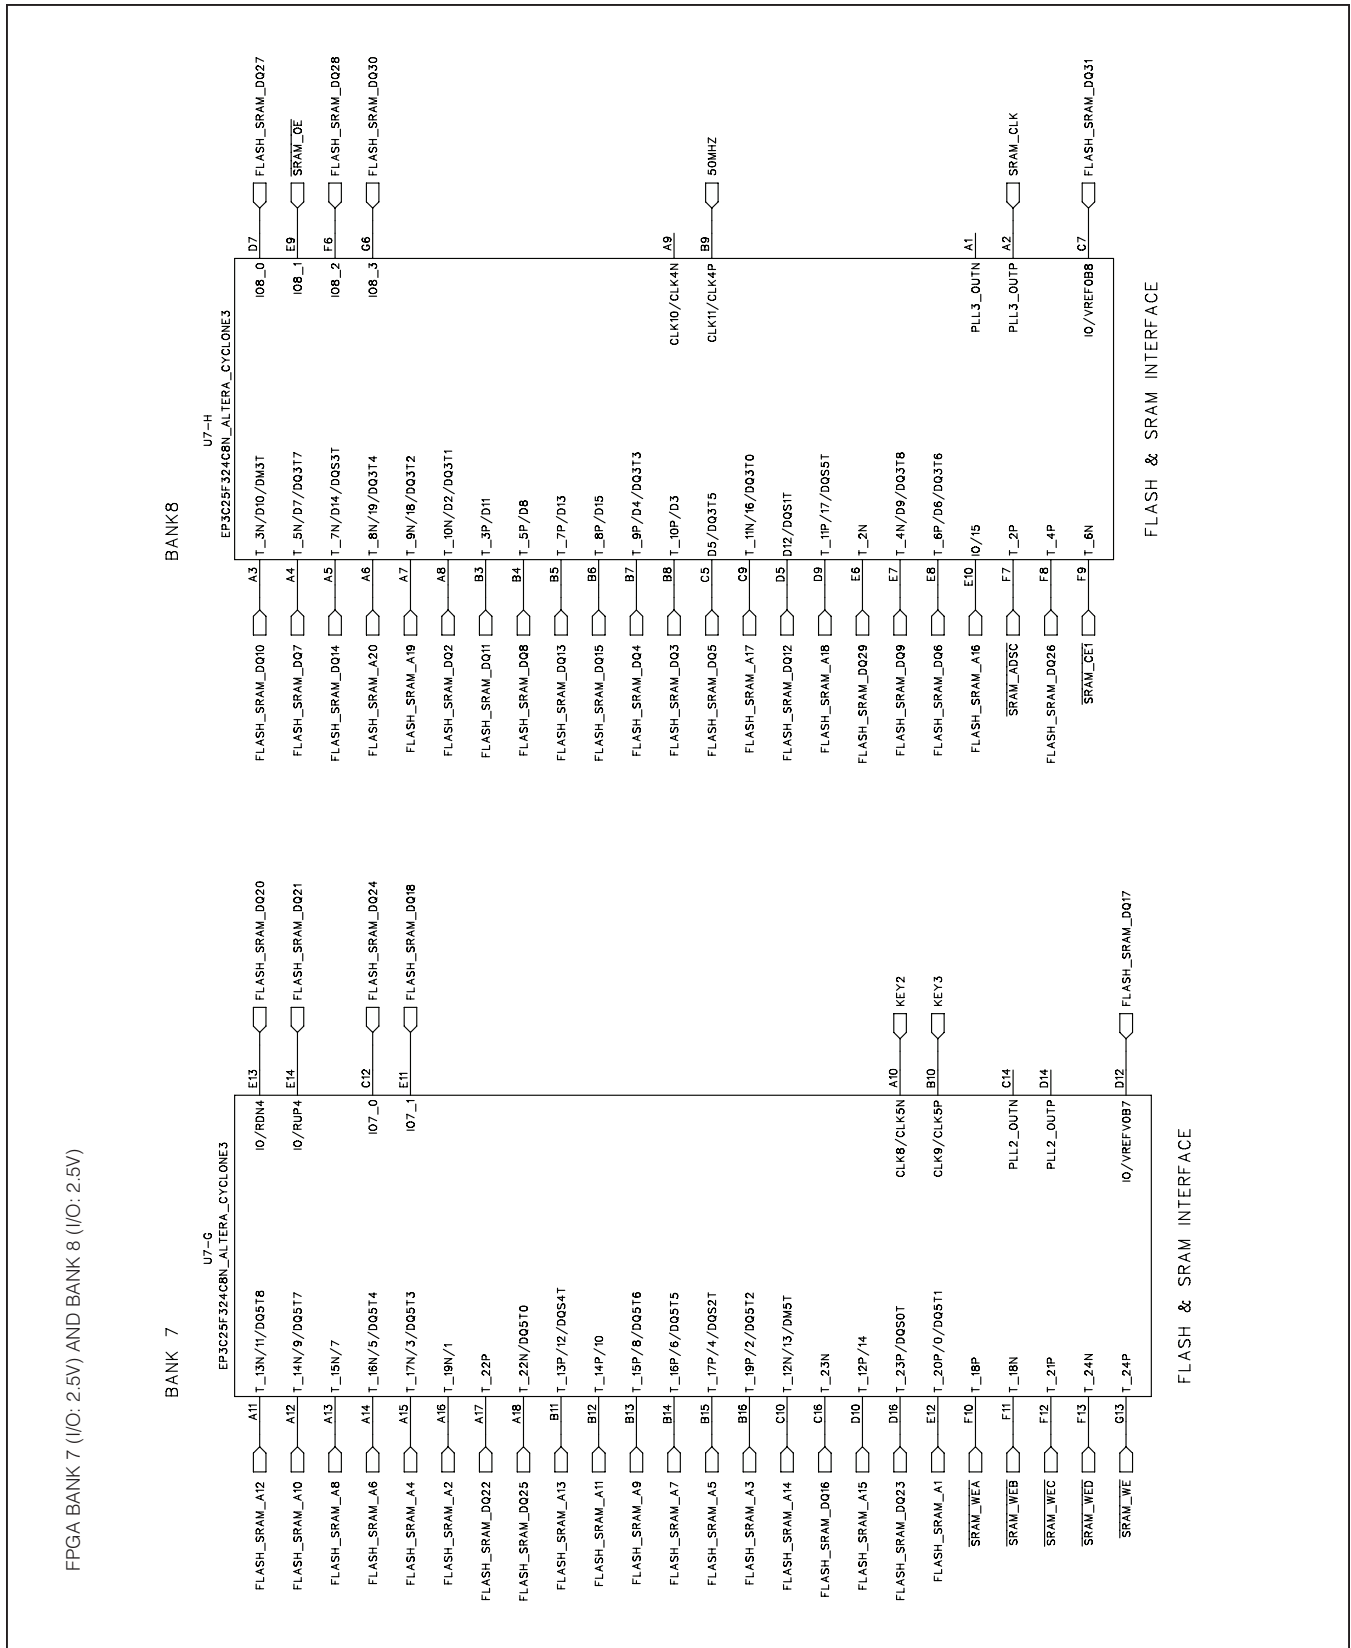 FPGA BANK 7 (I/O: 2.5V) AND BANK 8 (I/O: 2.5V)
BANK 7
U7-G
EP3C25F324C8N_ALTERA_CYCLONE3
FLASH_SRAM_A12 A11 T_13N/11/DQ5T8 IO/RDN4 E13 FLASH_SRAM_DQ20
FLASH_SRAM_A10 A12 T_14N/9/DQ5T7 IO/RUP4 E14 FLASH_SRAM_DQ21
FLASH_SRAM_A8 A13 T_15N/7
FLASH_SRAM_A6 A14 T_16N/5/DQ5T4 IO7_0 C12 FLASH_SRAM_DQ24
FLASH_SRAM_A4 A15 T_17N/3/DQ5T3 IO7_1 E11 FLASH_SRAM_DQ18
FLASH_SRAM_A2 A16 T_19N/1
FLASH_SRAM_DQ22 A17 T_22P
FLASH_SRAM_DQ25 A18 T_22N/DQ5T0
FLASH_SRAM_A13 B11 T_13P/12/DQS4T
FLASH_SRAM_A11 B12 T_14P/10
FLASH_SRAM_A9 B13 T_15P/8/DQ5T6
FLASH_SRAM_A7 B14 T_16P/6/DQ5T5
FLASH_SRAM_A5 B15 T_17P/4/DQS2T
FLASH_SRAM_A3 B16 T_19P/2/DQ5T2
FLASH_SRAM_A14 C10 T_12N/13/DM5T
FLASH_SRAM_DQ16 C16 T_23N
FLASH_SRAM_A15 D10 T_12P/14
FLASH_SRAM_DQ23 D16 T_23P/DQS0T CLK8/CLK5N A10 KEY2
FLASH_SRAM_A1 E12 T_20P/0/DQ5T1 CLK9/CLK5P B10 KEY3
SRAM_WEA F10 T_18P
SRAM_WEB F11 T_18N PLL2_OUTN C14
SRAM_WEC F12 T_21P PLL2_OUTP D14
SRAM_WED F13 T_24N
SRAM_WE G13 T_24P IO/VREFV0B7 D12 FLASH_SRAM_DQ17
FLASH & SRAM INTERFACE
BANK8
U7-H
EP3C25F324C8N_ALTERA_CYCLONE3
FLASH_SRAM_DQ10 A3 T_3N/D10/DM3T IO8_0 D7 FLASH_SRAM_DQ27
FLASH_SRAM_DQ7 A4 T_5N/D7/DQ3T7 IO8_1 E9 SRAM_OE
FLASH_SRAM_DQ14 A5 T_7N/D14/DQS3T IO8_2 F6 FLASH_SRAM_DQ28
FLASH_SRAM_A20 A6 T_8N/19/DQ3T4 IO8_3 G6 FLASH_SRAM_DQ30
FLASH_SRAM_A19 A7 T_9N/18/DQ3T2
FLASH_SRAM_DQ2 A8 T_10N/D2/DQ3T1
FLASH_SRAM_DQ11 B3 T_3P/D11
FLASH_SRAM_DQ8 B4 T_5P/D8
FLASH_SRAM_DQ13 B5 T_7P/D13
FLASH_SRAM_DQ15 B6 T_8P/D15
FLASH_SRAM_DQ4 B7 T_9P/D4/DQ3T3
FLASH_SRAM_DQ3 B8 T_10P/D3 CLK10/CLK4N A9
FLASH_SRAM_DQ5 C5 D5/DQ3T5 CLK11/CLK4P B9 50MHZ
FLASH_SRAM_A17 C9 T_11N/16/DQ3T0
FLASH_SRAM_DQ12 D5 D12/DQS1T
FLASH_SRAM_A18 D9 T_11P/17/DQS5T
FLASH_SRAM_DQ29 E6 T_2N
FLASH_SRAM_DQ9 E7 T_4N/D9/DQ3T8
FLASH_SRAM_DQ6 E8 T_6P/D6/DQ3T6
FLASH_SRAM_A16 E10 IO/15 PLL3_OUTN A1
SRAM_ADSC F7 T_2P PLL3_OUTP A2 SRAM_CLK
FLASH_SRAM_DQ26 F8 T_4P
SRAM_CE1 F9 T_6N IO/VREF0B8 C7 FLASH_SRAM_DQ31
FLASH & SRAM INTERFACE